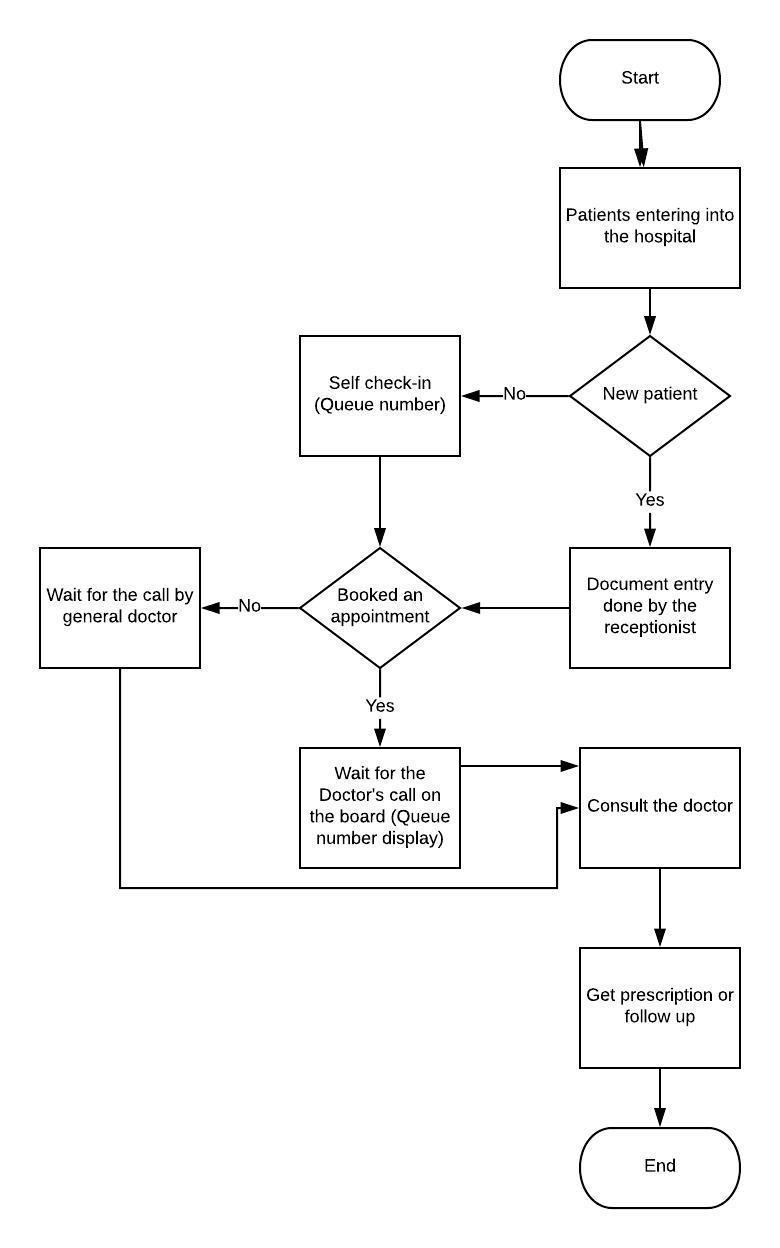 Start
Patients entering into
the hospital
New patient
No
Self check-in
(Queue number)
Yes
Document entry
done by the
receptionist
Booked an
appointment
No
Wait for the call by
general doctor
Yes
Wait for the
Doctor's call on
the board (Queue
number display)
Consult the doctor
Get prescription or
follow up
End